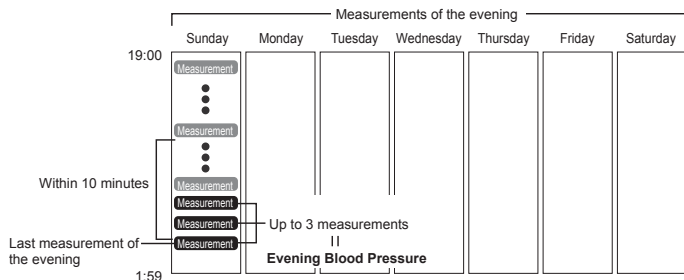 Measurements of the evening
Sunday Monday Tuesday Wednesday Thursday Friday Saturday
19:00
Measurement
Measurement
Within 10 minutes
Measurement
Measurement
Measurement
Up to 3 measurements
Last measurement of
the evening
Measurement
=
Evening Blood Pressure
1:59